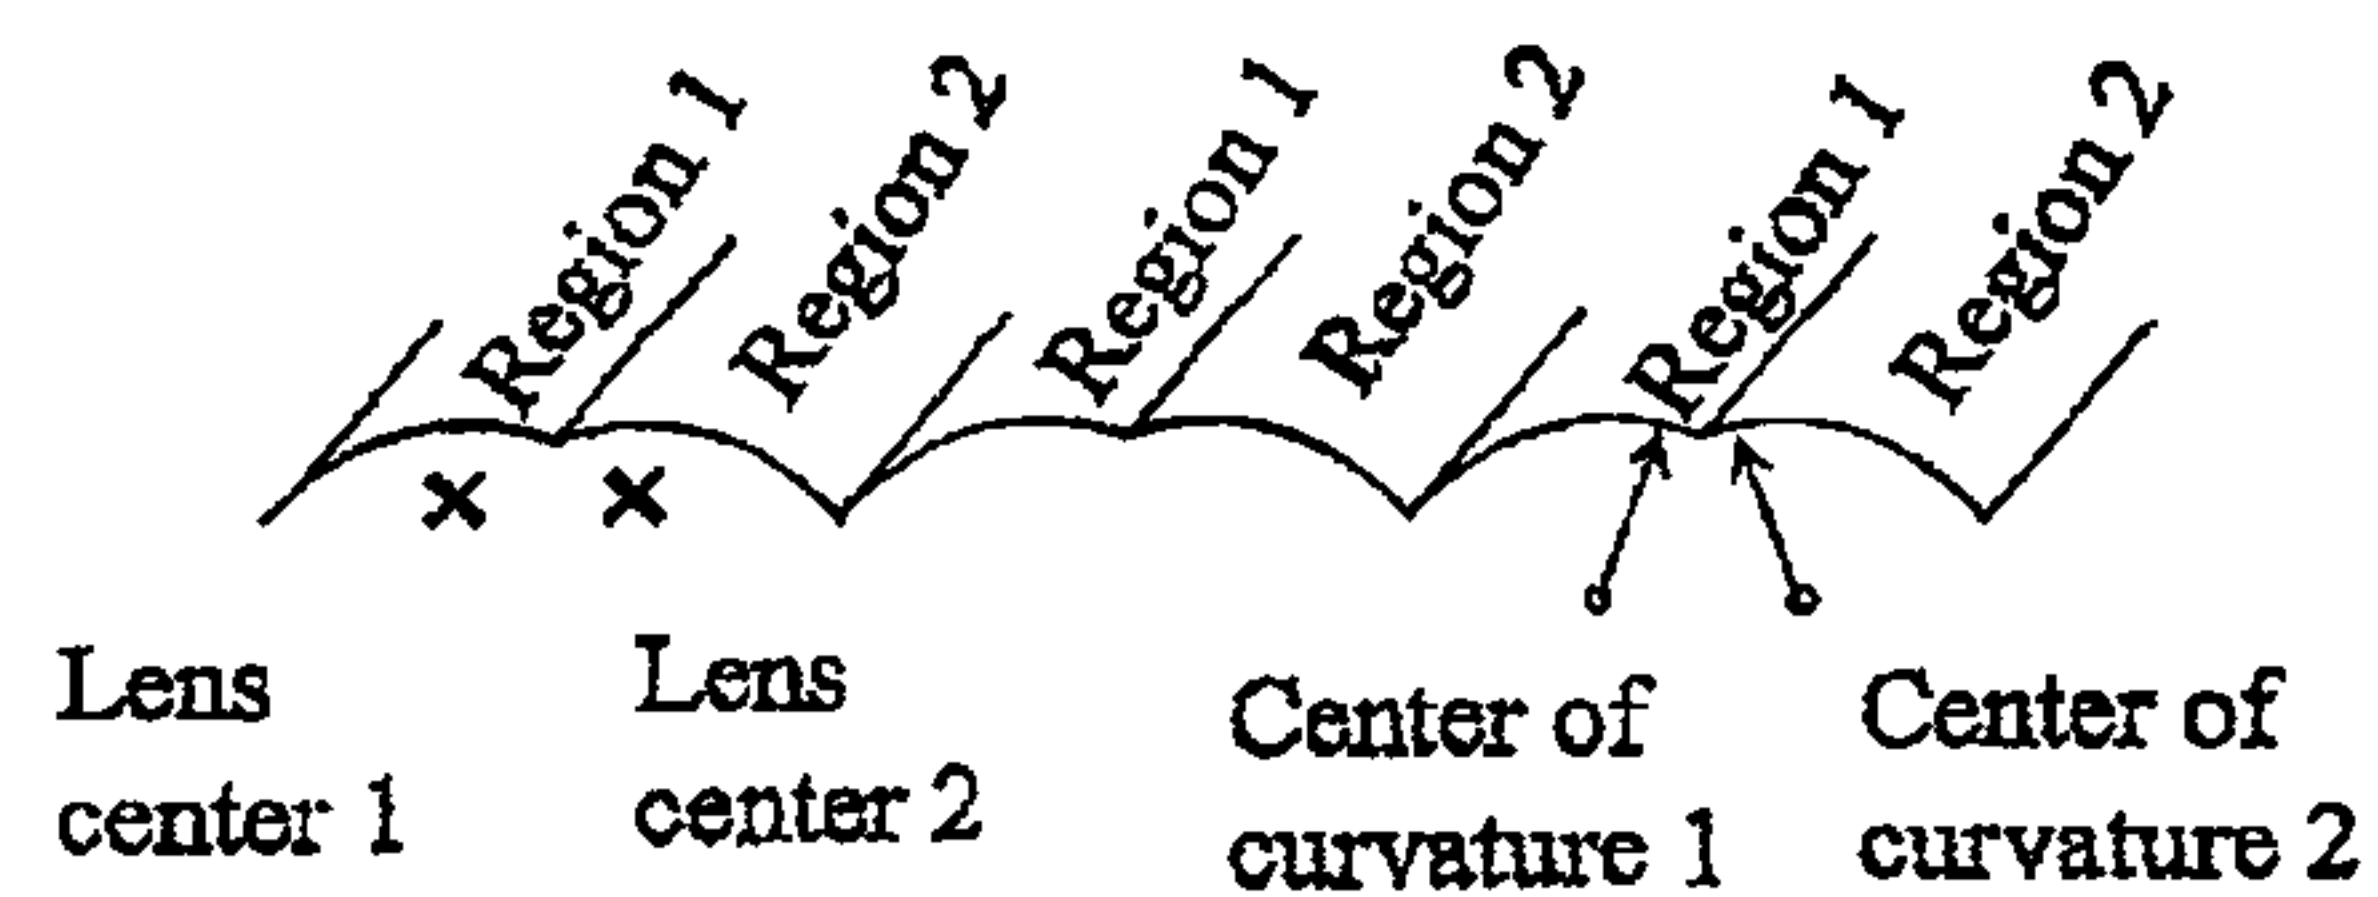 Region 1
Region 2
Region 1
Region 2
Region 1
Region 2
Lens
center 1
Lens
center 2
Center of
curvature 1
Center of
curvature 2